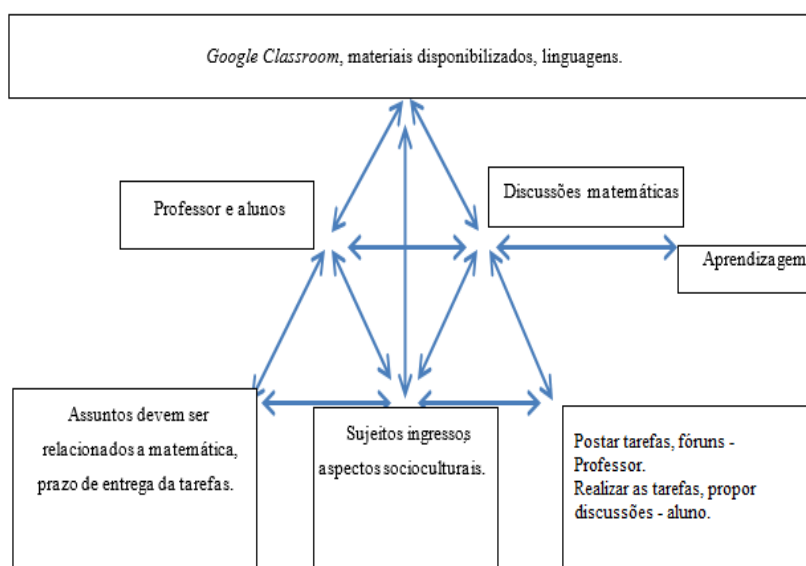 Google Classroom, materiais disponibilizados, linguagens.
Professor e alunos
Discussões matemáticas
Aprendizagem
Assuntos devem ser
relacionados a matemática,
prazo de entrega da tarefas.
Sujeitos ingressos,
aspectos socioculturais.
Postar tarefas, fóruns -
Professor.
Realizar as tarefas, propor
discussões - aluno.